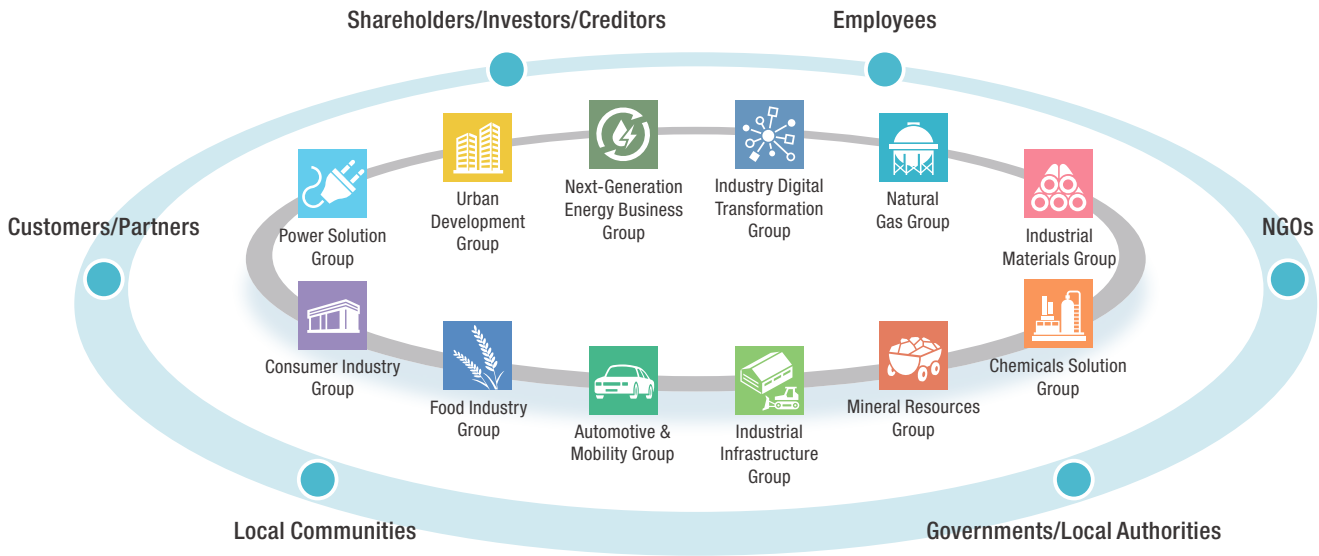 Shareholders/Investors/Creditors
Employees
Customers/Partners
NGOs
Power Solution
Group
Urban
Development
Group
Next-Generation
Energy Business
Group
Industry Digital
Transformation
Group
Natural
Gas Group
Industrial
Materials Group
Consumer Industry
Group
Food Industry
Group
Automotive &
Mobility Group
Industrial
Infrastructure
Group
Mineral Resources
Group
Chemicals Solution
Group
Local Communities
Governments/Local Authorities